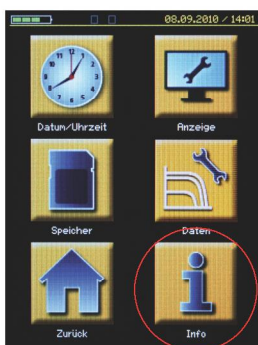 08.09.2010 / 14:01
Datum/Uhrzeit
Anzeige
Speicher
Daten
Zurück
Info